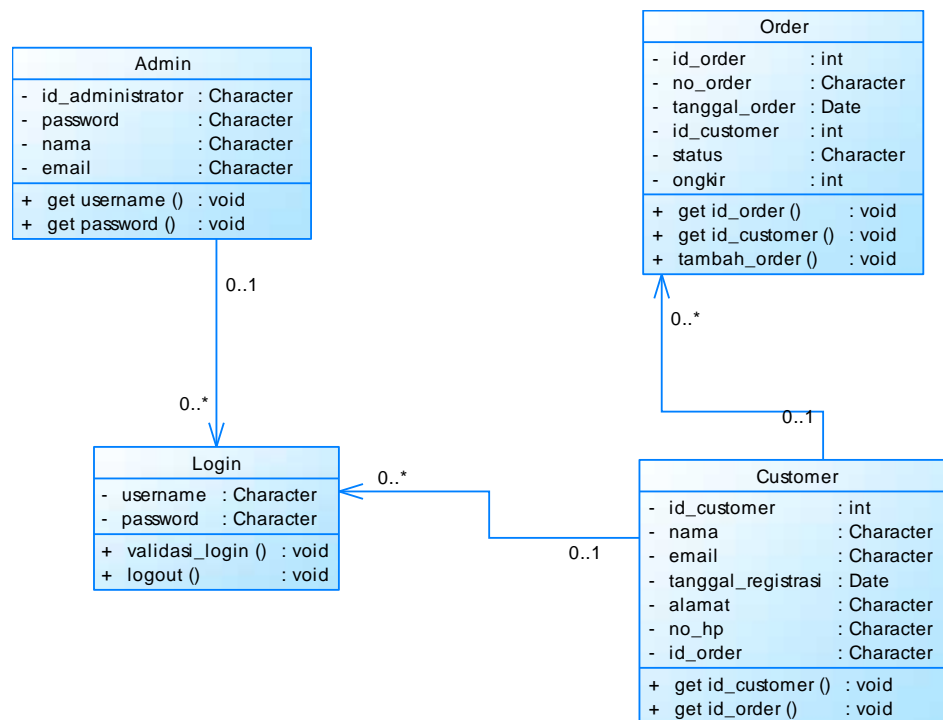 Admin
- id_administrator : Character
- password : Character
- nama : Character
- email : Character
+ get username () : void
+ get password () : void
0..1
0..*
Order
- id_order : int
- no_order : Character
- tanggal_order : Date
- id_customer : int
- status : Character
- ongkir : int
+ get id_order () : void
+ get id_customer () : void
+ tambah_order () : void
0..*
0..1
Login
- username : Character
- password : Character
+ validasi_login () : void
+ logout () : void
0..*
0..1
Customer
- id_customer : int
- nama : Character
- email : Character
- tanggal_registrasi : Date
- alamat : Character
- no_hp : Character
- id_order : Character
+ get id_customer () : void
+ get id_order () : void